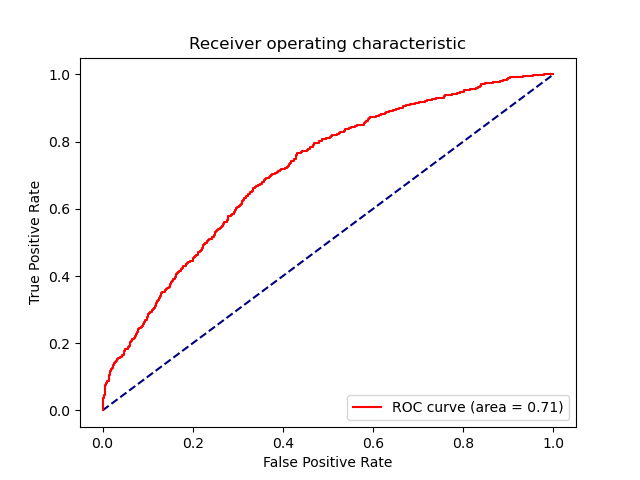 Receiver operating characteristic
True Positive Rate
1.0
0.8
0.6
0.4
0.2
0.0
ROC curve (area = 0.71)
0.0 0.2 0.4 0.6 0.8 1.0
False Positive Rate